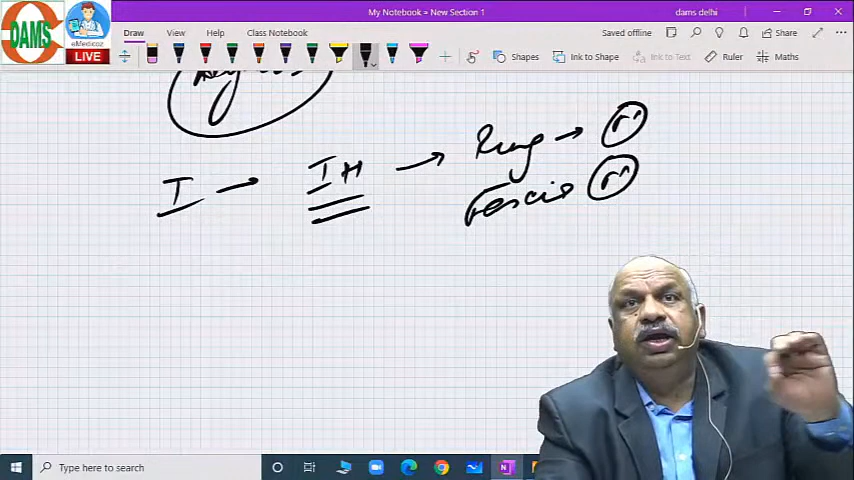 My Notebook » New Section 1
dams delhi
DAMS
eMedicoz
LIVE
Draw
View
Help
Class Notebook
Saved offline
Share
Shapes
Ink to Shape
Ink to Text
Ruler
Maths
I → IH → Ring → N
Fascia N
Type here to search